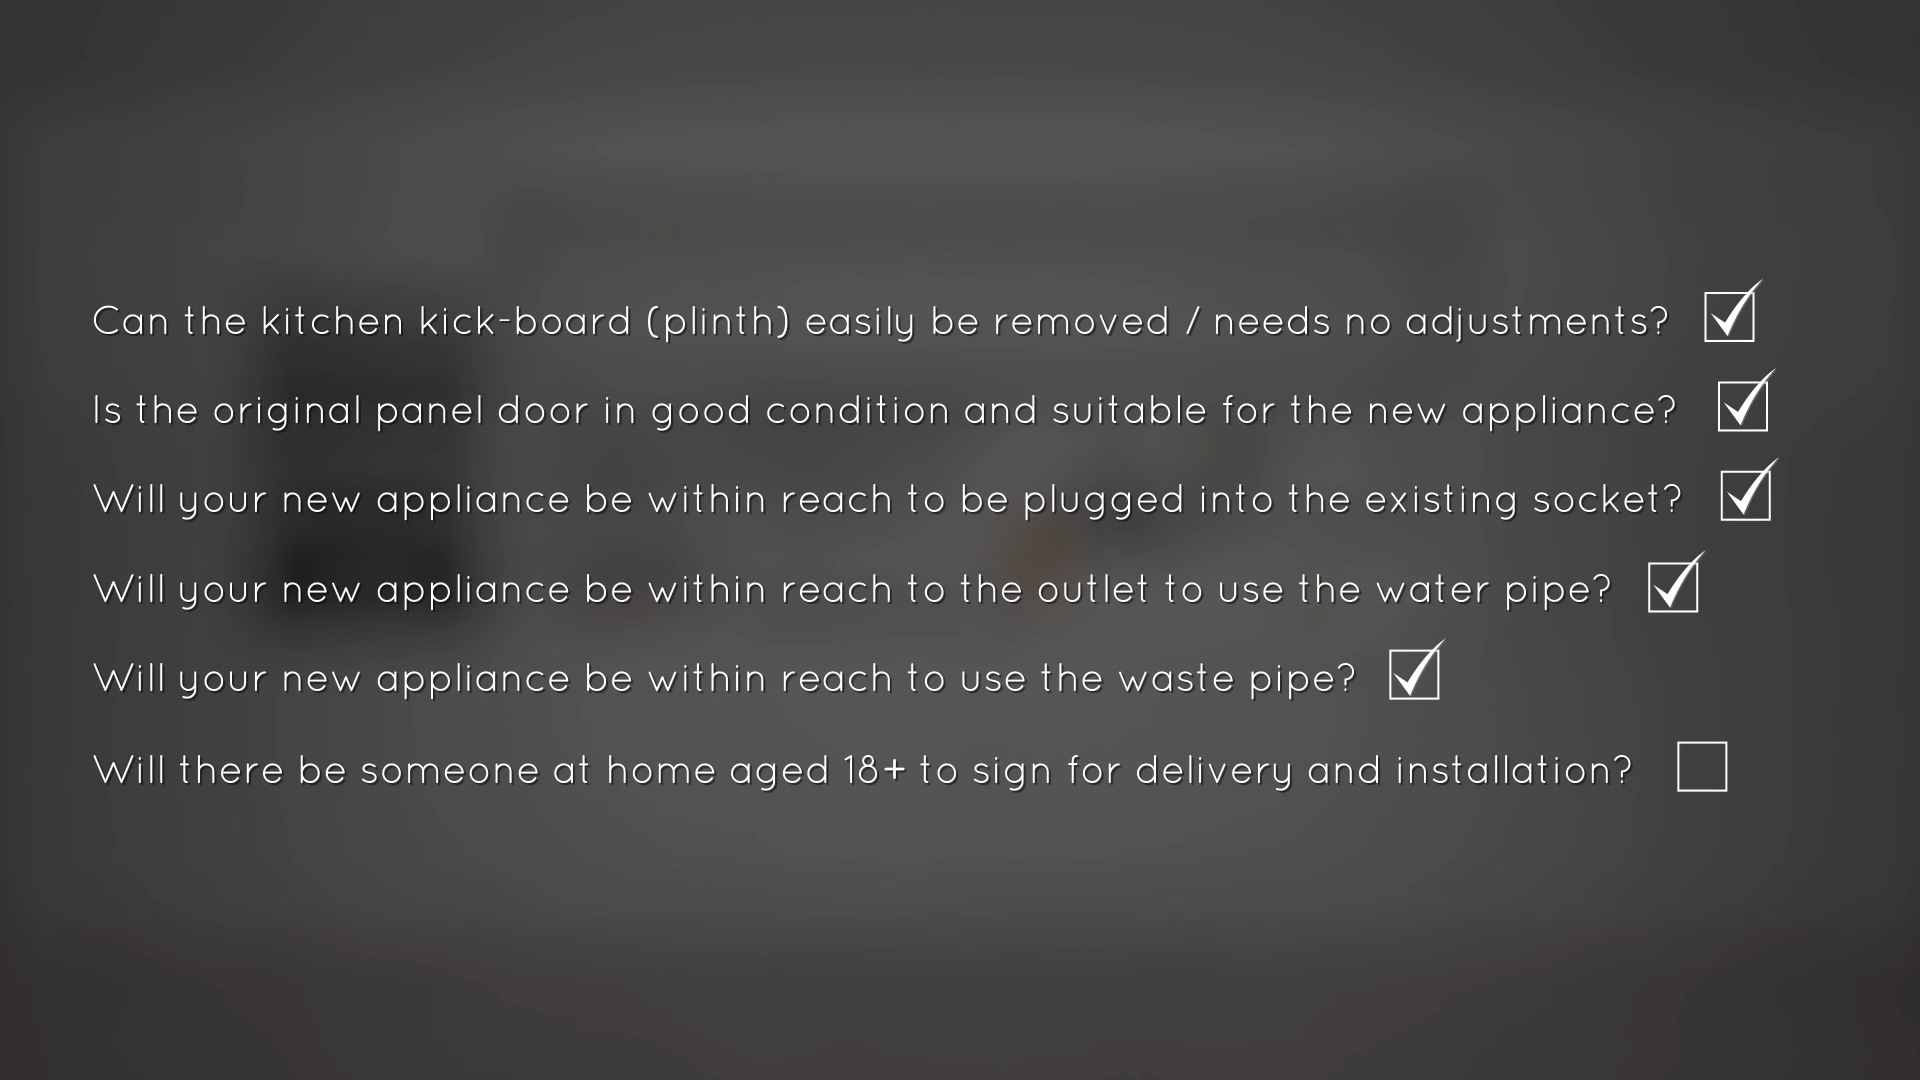 Can the kitchen kick-board (plinth) easily be removed / needs no adjustments?
Is the original panel door in good condition and suitable for the new appliance?
Will your new appliance be within reach to be plugged into the existing socket?
Will your new appliance be within reach to the outlet to use the water pipe?
Will your new appliance be within reach to use the waste pipe?
Will there be someone at home aged 18+ to sign for delivery and installation?